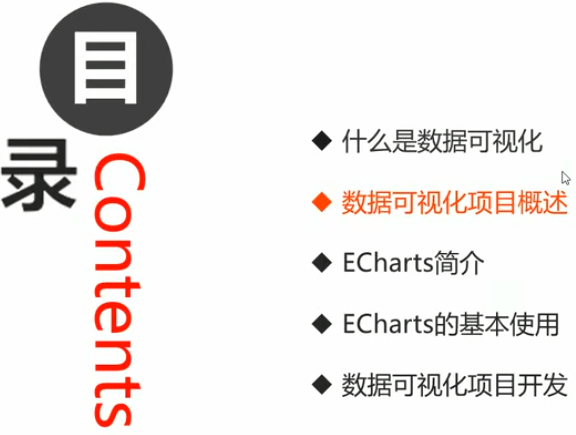 目录
Contents
◆ 什么是数据可视化
◆ 数据可视化项目概述
◆ ECharts简介
◆ ECharts的基本使用
◆ 数据可视化项目开发